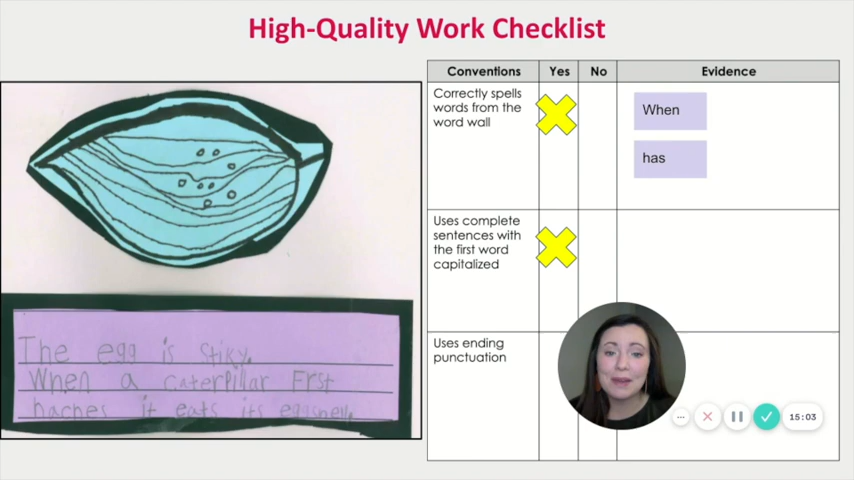 High-Quality Work Checklist
Conventions Yes No Evidence
Correctly spells
words from the
word wall
When
has
Uses complete
sentences with
the first word
capitalized
Uses ending
punctuation
The egg is stiky.
When a caterpillar Frst
haches it eats its eggshell.
15:03